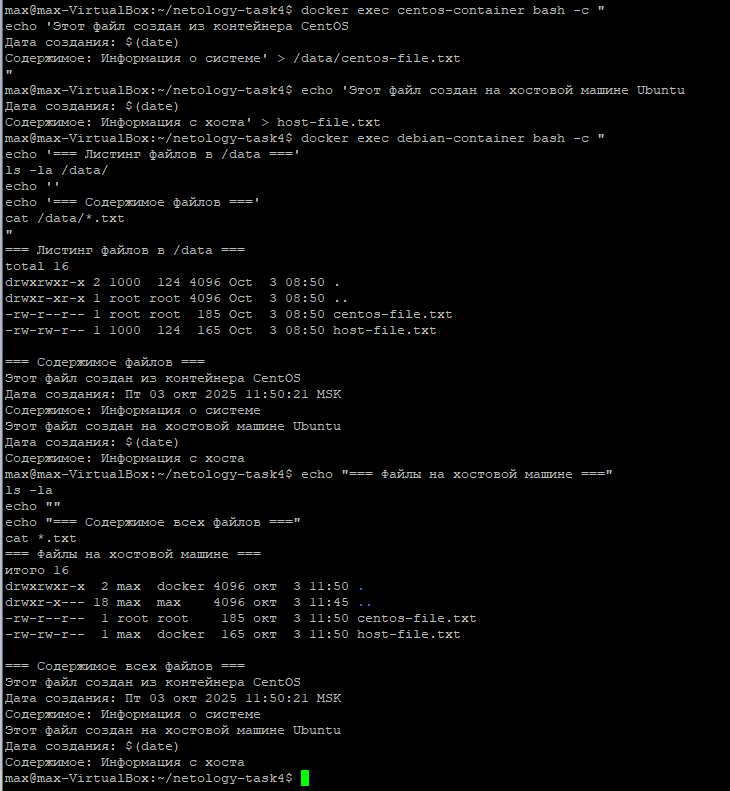 max@max-VirtualBox:~/netology-task4$ docker exec centos-container bash -c "
echo 'Этот файл создан из контейнера CentOS
Дата создания: $(date)
Содержимое: Информация о системе' > /data/centos-file.txt
"
max@max-VirtualBox:~/netology-task4$ echo 'Этот файл создан на хостовой машине Ubuntu
Дата создания: $(date)
Содержимое: Информация с хоста' > host-file.txt
max@max-VirtualBox:~/netology-task4$ docker exec debian-container bash -c "
echo '=== Листинг файлов в /data ==='
ls -la /data/
echo ''
echo '=== Содержимое файлов ==='
cat /data/*.txt
"
=== Листинг файлов в /data ===
total 16
drwxrwxr-x 2 1000  124 4096 Oct  3 08:50 .
drwxr-xr-x 1 root root 4096 Oct  3 08:50 ..
-rw-r--r-- 1 root root  185 Oct  3 08:50 centos-file.txt
-rw-rw-r-- 1 1000  124  165 Oct  3 08:50 host-file.txt

=== Содержимое файлов ===
Этот файл создан из контейнера CentOS
Дата создания: Пт 03 окт 2025 11:50:21 MSK
Содержимое: Информация о системе
Этот файл создан на хостовой машине Ubuntu
Дата создания: $(date)
Содержимое: Информация с хоста
max@max-VirtualBox:~/netology-task4$ echo "=== Файлы на хостовой машине ==="
ls -la
echo ""
echo "=== Содержимое всех файлов ==="
cat *.txt
=== Файлы на хостовой машине ===
итого 16
drwxrwxr-x  2 max  docker 4096 окт  3 11:50 .
drwxr-x--- 18 max  max    4096 окт  3 11:45 ..
-rw-r--r--  1 root root    185 окт  3 11:50 centos-file.txt
-rw-rw-r--  1 max  docker  165 окт  3 11:50 host-file.txt

=== Содержимое всех файлов ===
Этот файл создан из контейнера CentOS
Дата создания: Пт 03 окт 2025 11:50:21 MSK
Содержимое: Информация о системе
Этот файл создан на хостовой машине Ubuntu
Дата создания: $(date)
Содержимое: Информация с хоста
max@max-VirtualBox:~/netology-task4$